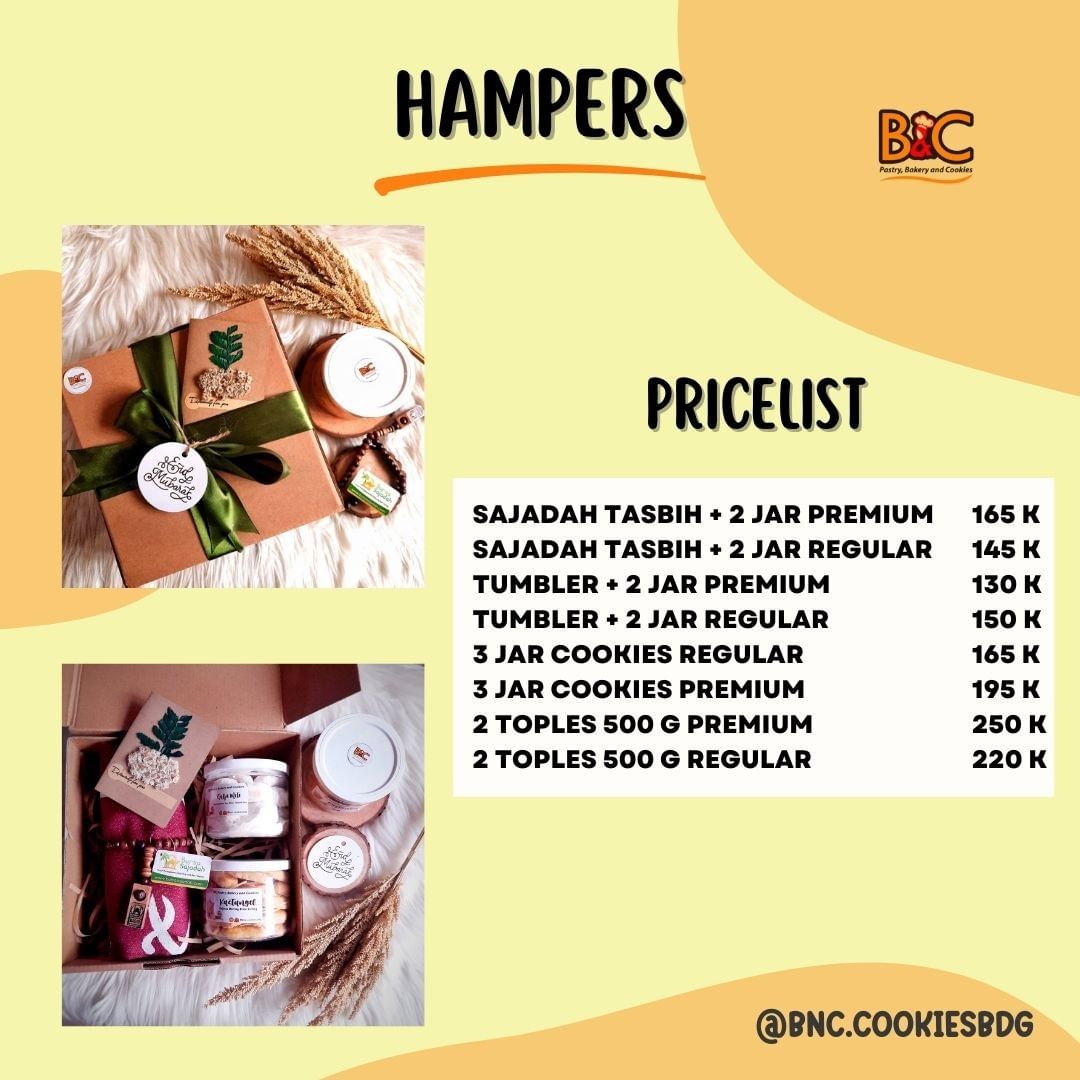 HAMPERS
B&C
Pastry, Bakery and Cookies
B&C
B&C
Eid
Mubarak
Sajadah
PRICELIST
SAJADAH TASBIH + 2 JAR PREMIUM 165 K
SAJADAH TASBIH + 2 JAR REGULAR 145 K
TUMBLER + 2 JAR PREMIUM 130 K
TUMBLER + 2 JAR REGULAR 150 K
3 JAR COOKIES REGULAR 165 K
3 JAR COOKIES PREMIUM 195 K
2 TOPLES 500 G PREMIUM 250 K
2 TOPLES 500 G REGULAR 220 K
B&C
Eid
Mubarak
Sajadah
Kastangel
@BNC.COOKIESBDG